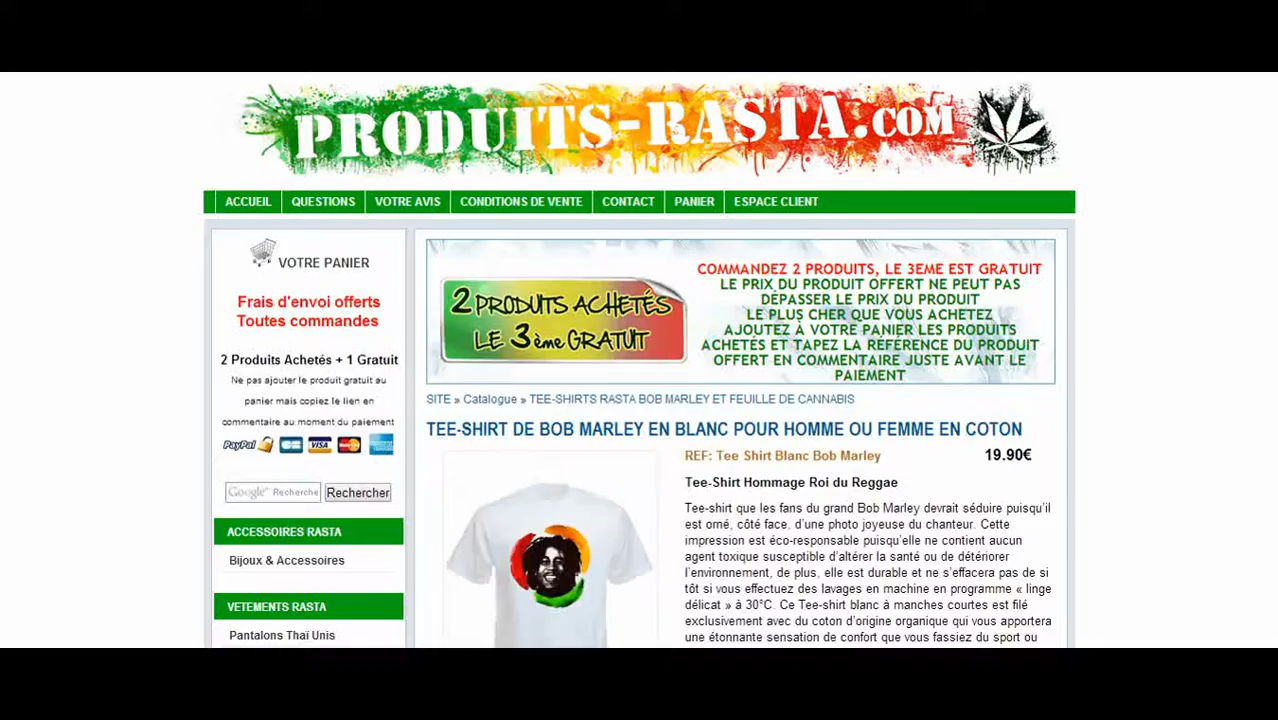 PRODUITS-RASTA.COM
ACCUEIL QUESTIONS VOTRE AVIS CONDITIONS DE VENTE CONTACT PANIER ESPACE CLIENT
VOTRE PANIER
Frais d'envoi offerts
Toutes commandes
2 Produits Achetés + 1 Gratuit
Ne pas ajouter le produit gratuit au
panier mais copiez le lien en
commentaire au moment du paiement
PayPal VISA MasterCard
Google™ Recherche Rechercher
ACCESSOIRES RASTA
Bijoux & Accessoires
VETEMENTS RASTA
Pantalons Thaï Unis
2 PRODUITS ACHETÉS
LE 3ème GRATUIT
COMMANDEZ 2 PRODUITS, LE 3EME EST GRATUIT
LE PRIX DU PRODUIT OFFERT NE PEUT PAS
DÉPASSER LE PRIX DU PRODUIT
LE PLUS CHER QUE VOUS ACHETEZ
AJOUTEZ À VOTRE PANIER LES PRODUITS
ACHETÉS ET TAPEZ LA RÉFÉRENCE DU PRODUIT
OFFERT EN COMMENTAIRE JUSTE AVANT LE
PAIEMENT
SITE » Catalogue » TEE-SHIRTS RASTA BOB MARLEY ET FEUILLE DE CANNABIS
TEE-SHIRT DE BOB MARLEY EN BLANC POUR HOMME OU FEMME EN COTON
REF: Tee Shirt Blanc Bob Marley 19.90€
Tee-Shirt Hommage Roi du Reggae
Tee-shirt que les fans du grand Bob Marley devrait séduire puisqu'il
est orné, côté face, d'une photo joyeuse du chanteur. Cette
impression est éco-responsable puisqu'elle ne contient aucun
agent toxique susceptible d'altérer la santé ou de détériorer
l'environnement, de plus, elle est durable et ne s'effacera pas de si
tôt si vous effectuez des lavages en machine en programme « linge
délicat » à 30°C. Ce Tee-shirt blanc à manches courtes est filé
exclusivement avec du coton d'origine organique qui vous apportera
une étonnante sensation de confort que vous fassiez du sport ou